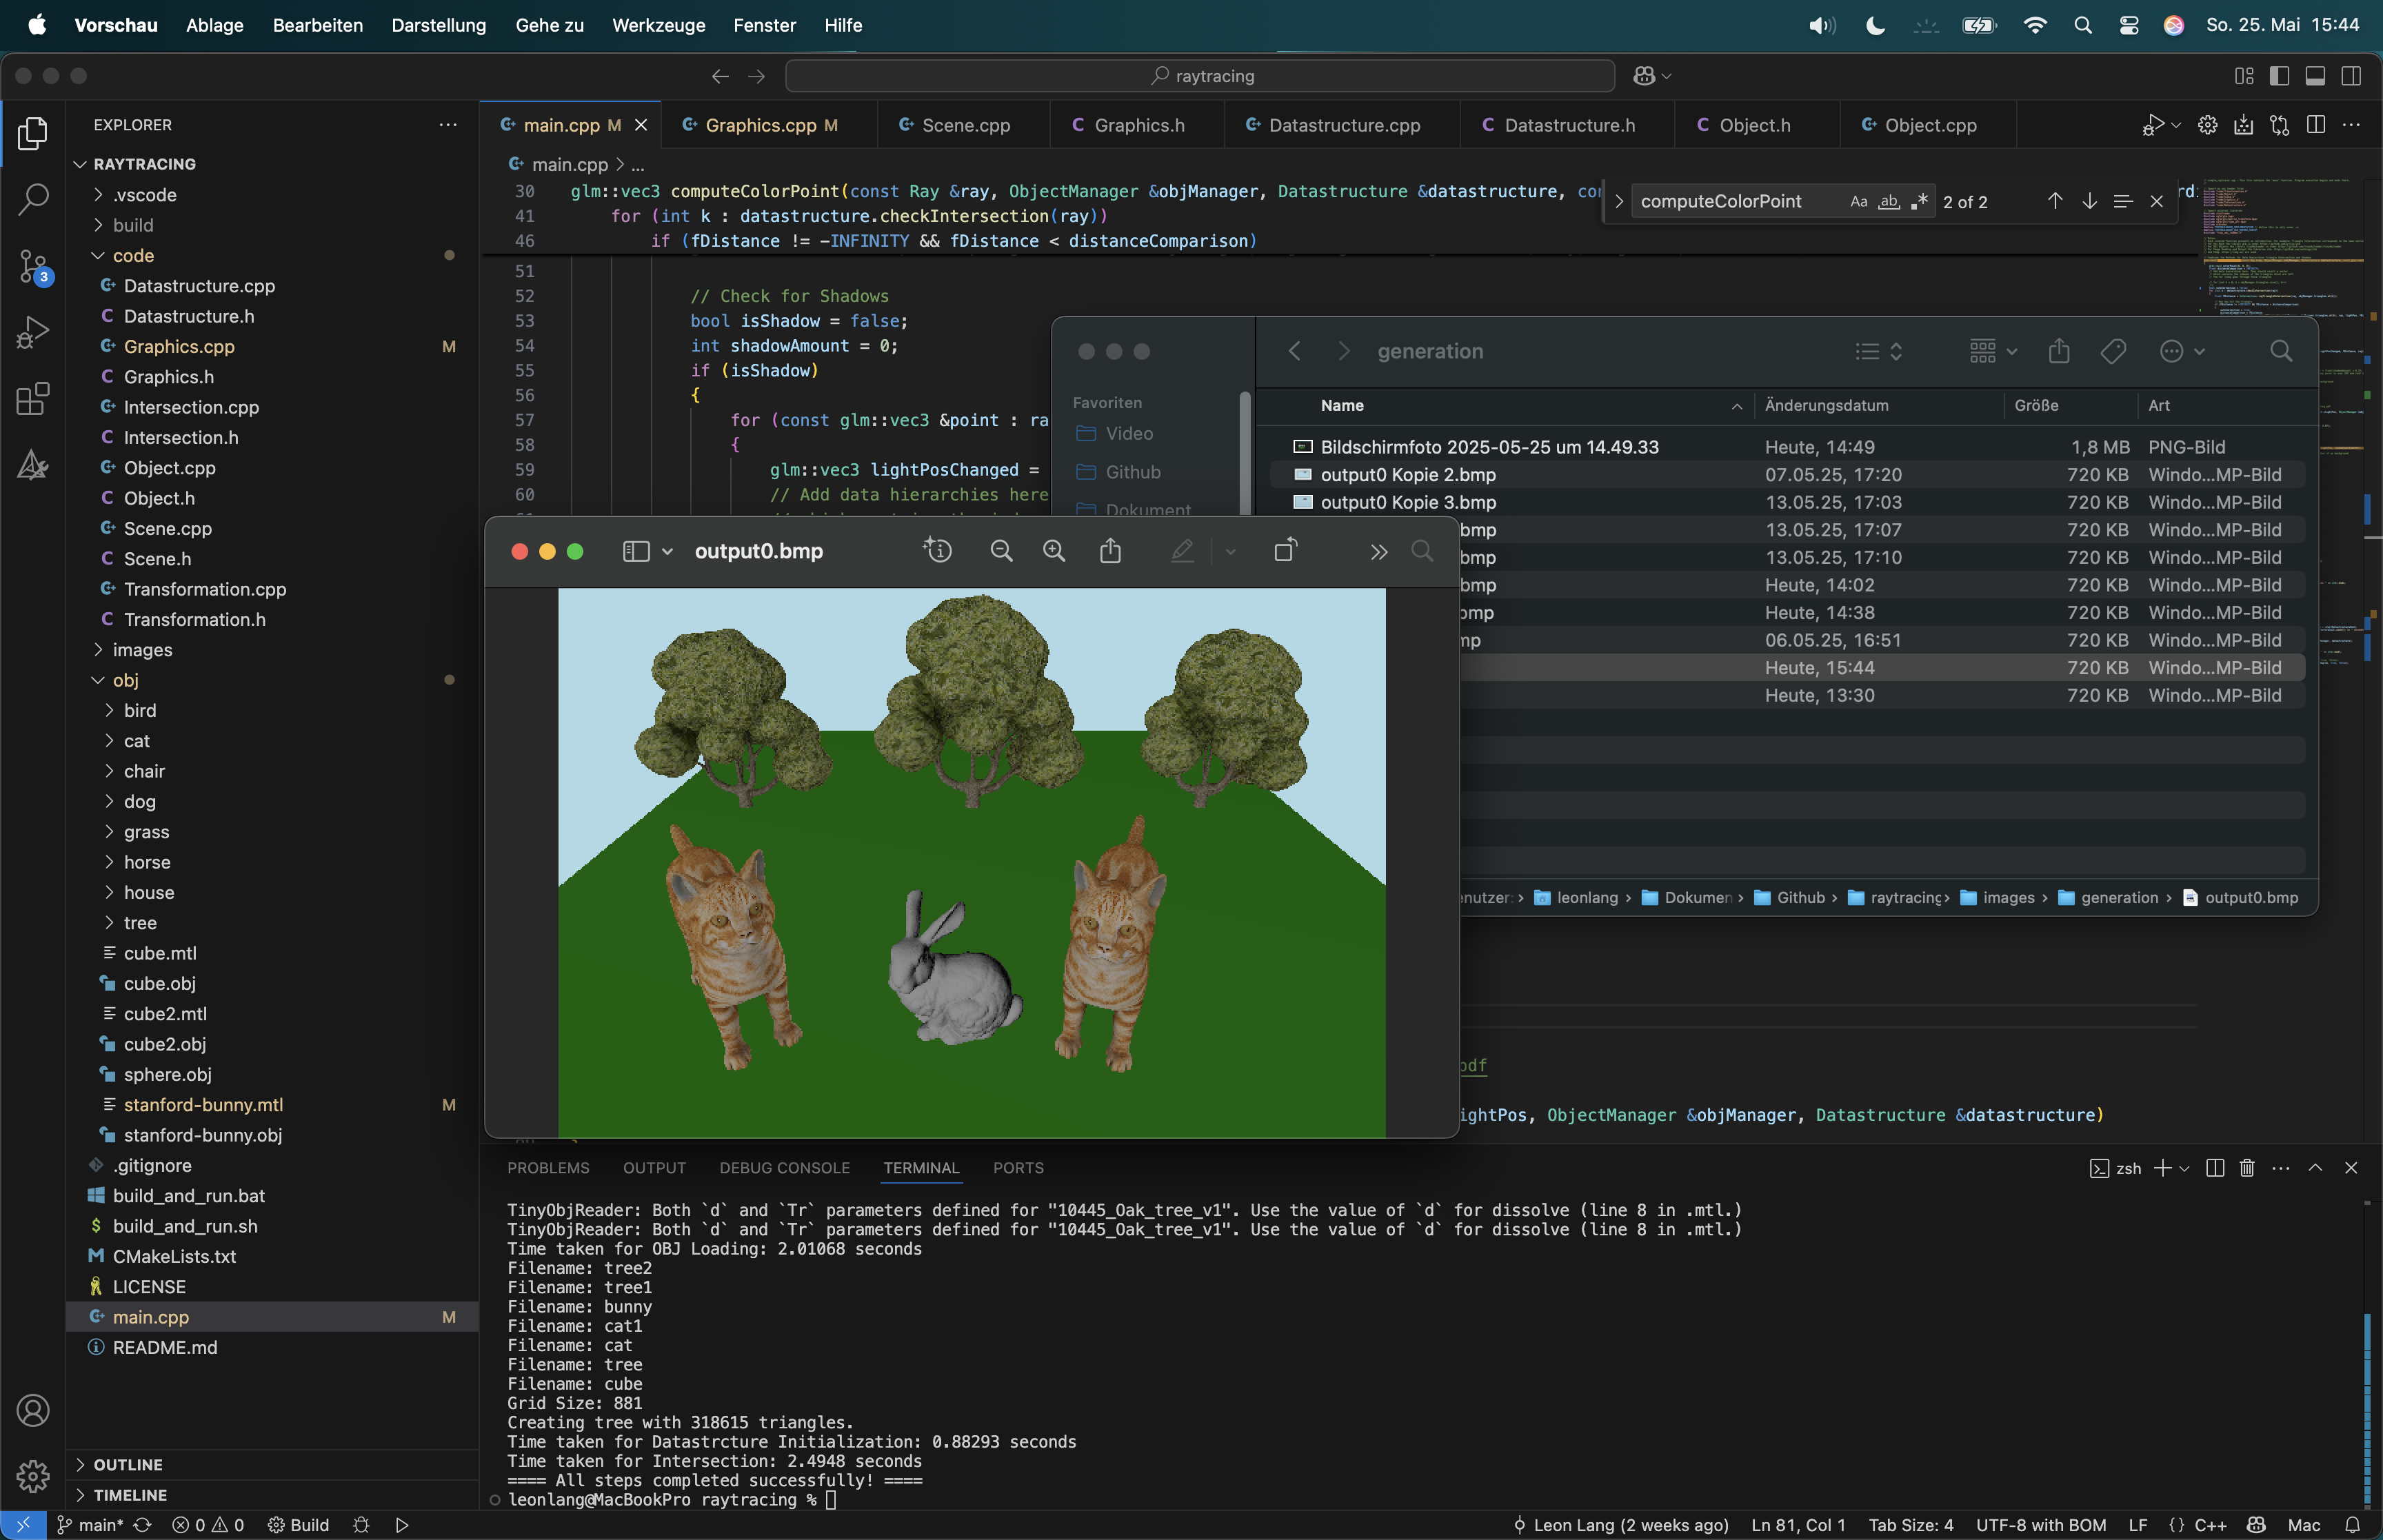 Vorschau Ablage Bearbeiten Darstellung Gehe zu Werkzeuge Fenster Hilfe So. 25. Mai 15:44
raytracing
EXPLORER
RAYTRACING
.vscode
build
code
Datastructure.cpp
Datastructure.h
Graphics.cpp M
Graphics.h
Intersection.cpp
Intersection.h
Object.cpp
Object.h
Scene.cpp
Scene.h
Transformation.cpp
Transformation.h
images
obj
bird
cat
chair
dog
grass
horse
house
tree
cube.mtl
cube.obj
cube2.mtl
cube2.obj
sphere.obj
stanford-bunny.mtl M
stanford-bunny.obj
.gitignore
build_and_run.bat
build_and_run.sh
CMakeLists.txt
LICENSE
main.cpp M
README.md
OUTLINE
TIMELINE
3
main.cpp M Graphics.cpp M Scene.cpp Graphics.h Datastructure.cpp Datastructure.h Object.h Object.cpp
main.cpp > ...
30 glm::vec3 computeColorPoint(const Ray &ray, ObjectManager &objManager, Datastructure &datastructure, co
41 for (int k : datastructure.checkIntersection(ray))
46 if (fDistance != -INFINITY && fDistance < distanceComparison)
51
52 // Check for Shadows
53 bool isShadow = false;
54 int shadowAmount = 0;
55 if (isShadow)
56 {
57 for (const glm::vec3 &point : ra
58 {
59 glm::vec3 lightPosChanged =
60 // Add data hierarchies here
computeColorPoint Aa ab 2 of 2
generation
Favoriten
Video
Github
Dokument
Name Änderungsdatum Größe Art
Bildschirmfoto 2025-05-25 um 14.49.33 Heute, 14:49 1,8 MB PNG-Bild
output0 Kopie 2.bmp 07.05.25, 17:20 720 KB Windo...MP-Bild
output0 Kopie 3.bmp 13.05.25, 17:03 720 KB Windo...MP-Bild
bmp 13.05.25, 17:07 720 KB Windo...MP-Bild
bmp 13.05.25, 17:10 720 KB Windo...MP-Bild
bmp Heute, 14:02 720 KB Windo...MP-Bild
bmp Heute, 14:38 720 KB Windo...MP-Bild
mp 06.05.25, 16:51 720 KB Windo...MP-Bild
Heute, 15:44 720 KB Windo...MP-Bild
Heute, 13:30 720 KB Windo...MP-Bild
enutzer > leonlang > Dokumen > Github > raytracing > images > generation > output0.bmp
output0.bmp
pdf
ightPos, ObjectManager &objManager, Datastructure &datastructure)
PROBLEMS OUTPUT DEBUG CONSOLE TERMINAL PORTS zsh
TinyObjReader: Both `d` and `Tr` parameters defined for "10445_Oak_tree_v1". Use the value of `d` for dissolve (line 8 in .mtl.)
TinyObjReader: Both `d` and `Tr` parameters defined for "10445_Oak_tree_v1". Use the value of `d` for dissolve (line 8 in .mtl.)
Time taken for OBJ Loading: 2.01068 seconds
Filename: tree2
Filename: tree1
Filename: bunny
Filename: cat1
Filename: cat
Filename: tree
Filename: cube
Grid Size: 881
Creating tree with 318615 triangles.
Time taken for Datastrcture Initialization: 0.88293 seconds
Time taken for Intersection: 2.4948 seconds
==== All steps completed successfully! ====
leonlang@MacBookPro raytracing %
main* 0 0 Build Leon Lang (2 weeks ago) Ln 81, Col 1 Tab Size: 4 UTF-8 with BOM LF {} C++ Mac